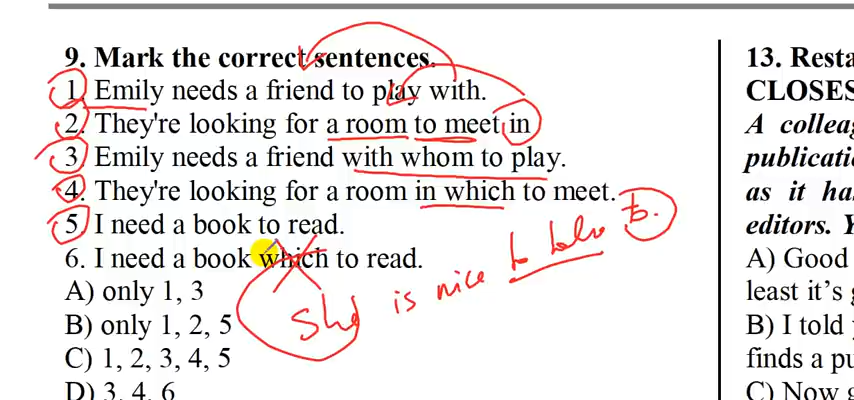 9. Mark the correct sentences.
1. Emily needs a friend to play with.
2. They're looking for a room to meet in
3. Emily needs a friend with whom to play.
4. They're looking for a room in which to meet.
5. I need a book to read.
6. I need a book which to read.
She is nice to
A) only 1, 3
B) only 1, 2, 5
C) 1, 2, 3, 4, 5
D) 3, 4, 6
13. Resta
CLOSES
A colleag
publicatio
as it ha
editors. Y
A) Good
least it's g
B) I told y
finds a pu
C) Now g